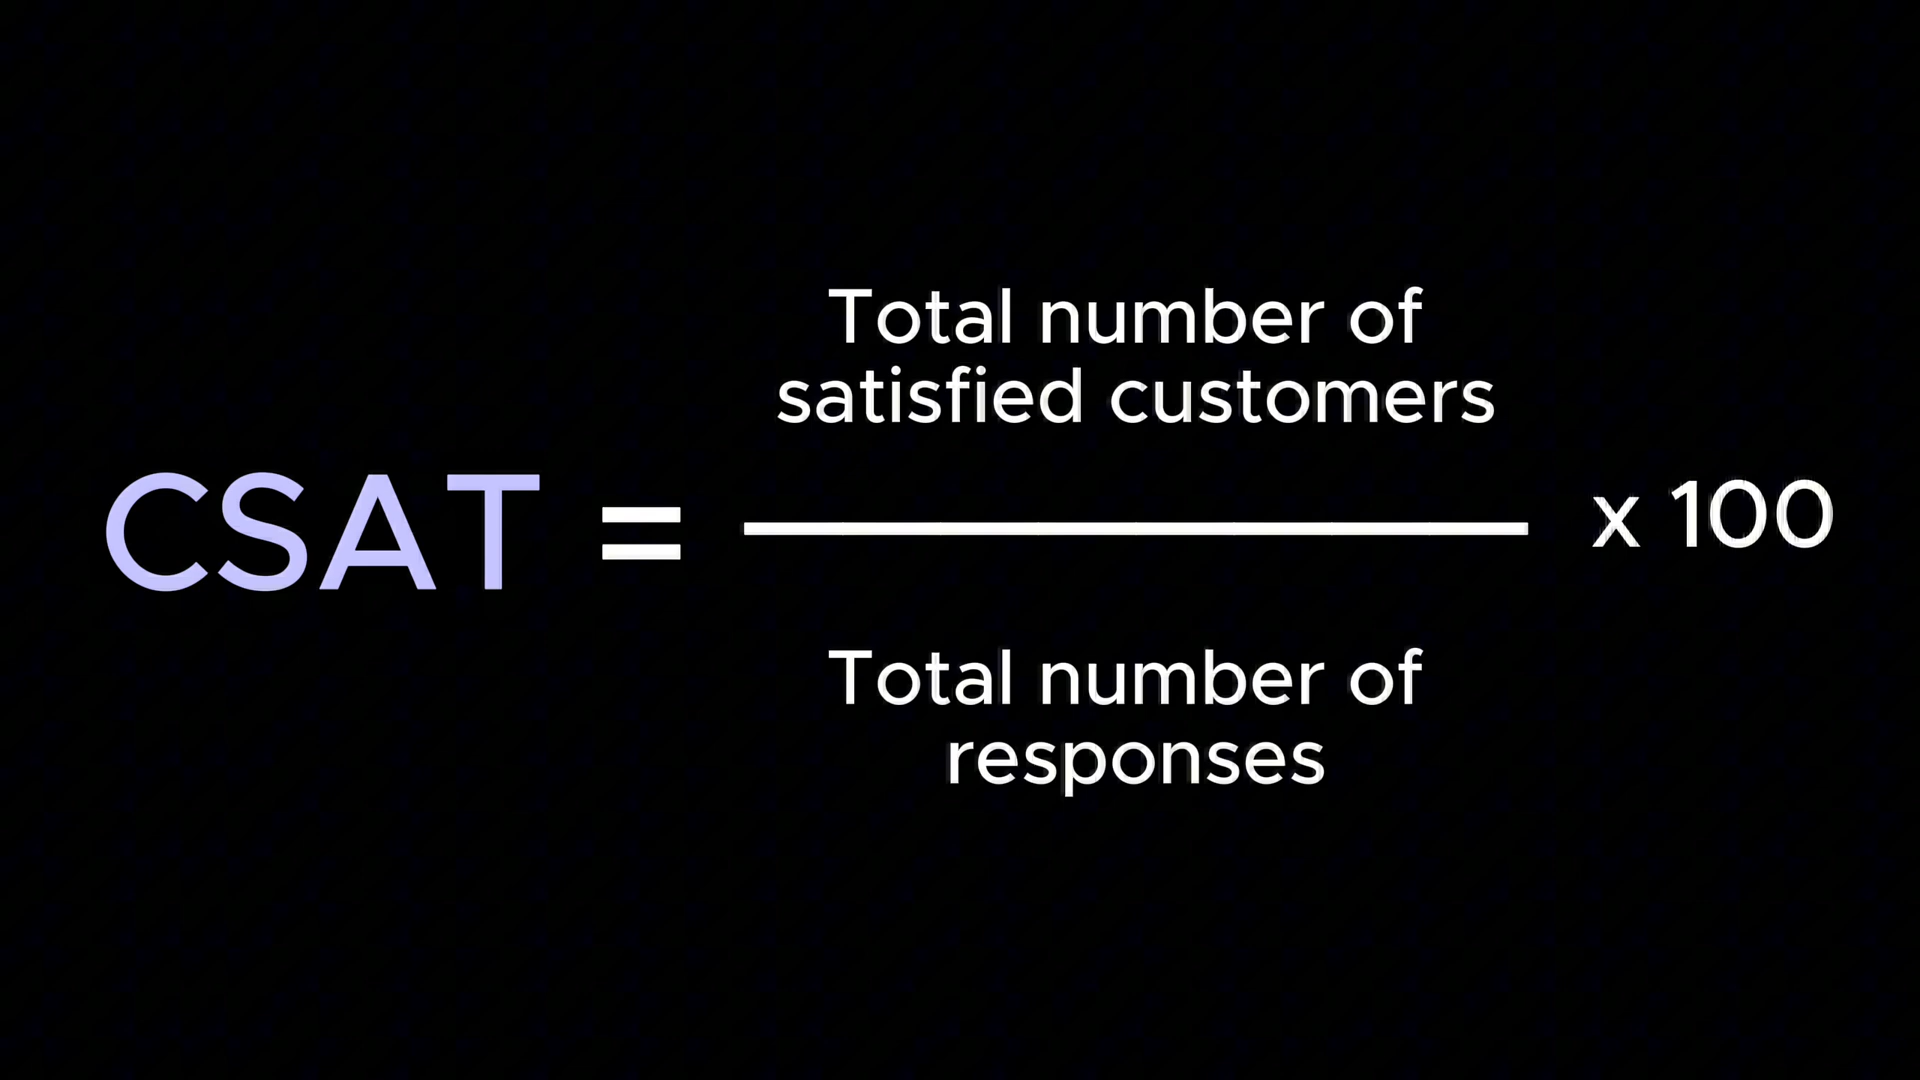 CSAT =
Total number of
satisfied customers
Total number of
responses
x 100